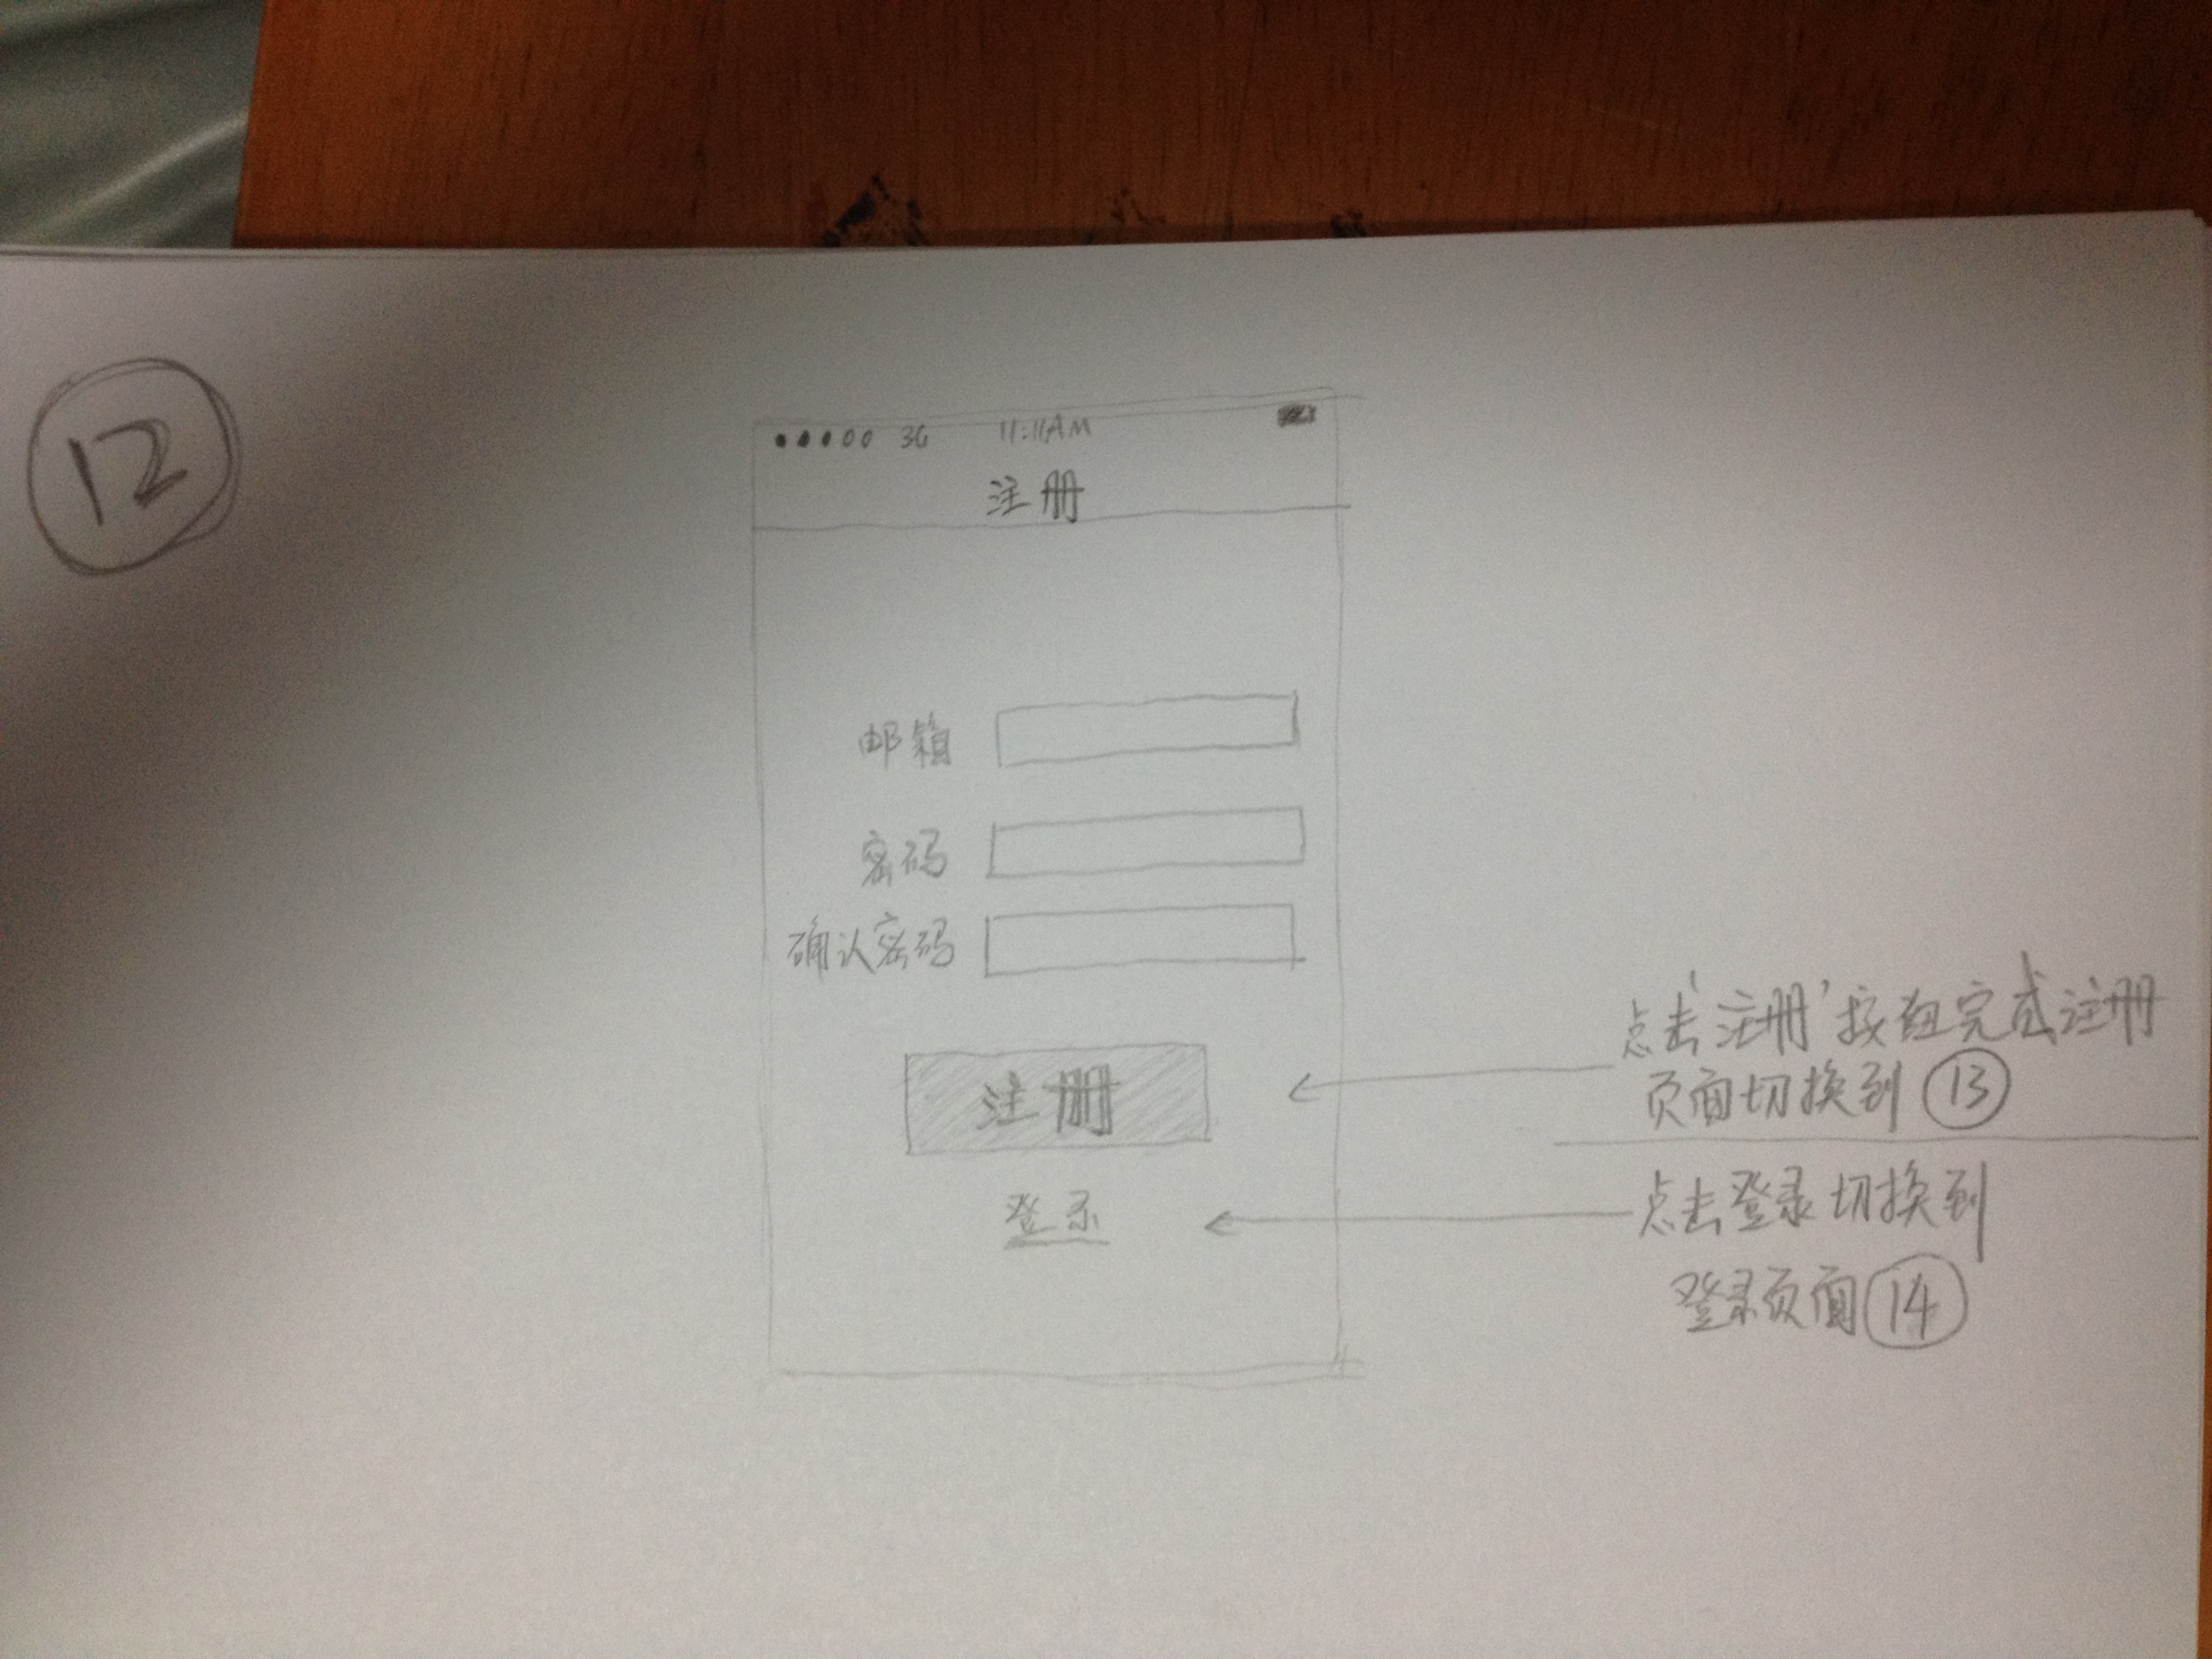 12
3G 11:11AM
注册
邮箱
密码
确认密码
注册
登录
点击'注册'按钮完成注册
页面切换到 13
点击登录切换到
登录页面 14